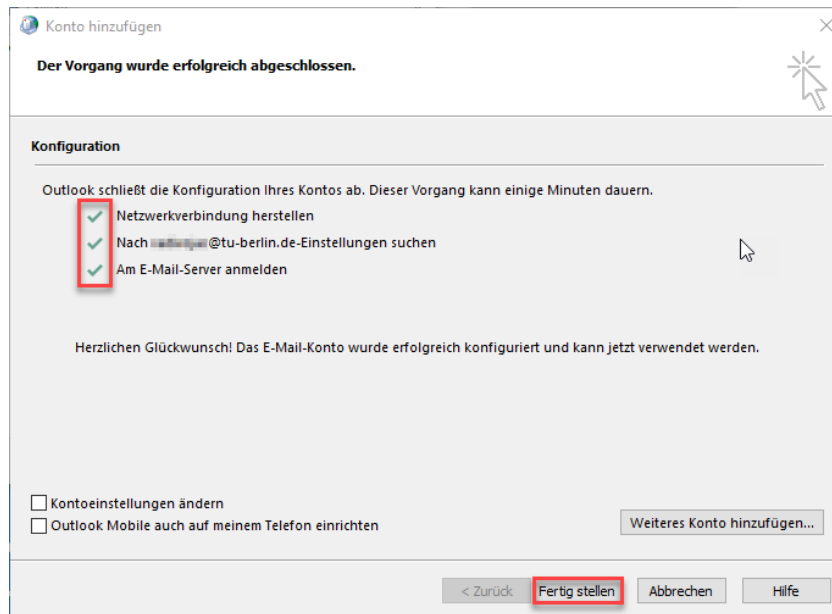 Konto hinzufügen
Der Vorgang wurde erfolgreich abgeschlossen.
Konfiguration
Outlook schließt die Konfiguration Ihres Kontos ab. Dieser Vorgang kann einige Minuten dauern.
Netzwerkverbindung herstellen
Nach @tu-berlin.de-Einstellungen suchen
Am E-Mail-Server anmelden
Herzlichen Glückwunsch! Das E-Mail-Konto wurde erfolgreich konfiguriert und kann jetzt verwendet werden.
Kontoeinstellungen ändern
Outlook Mobile auch auf meinem Telefon einrichten
Weiteres Konto hinzufügen...
< Zurück Fertig stellen Abbrechen Hilfe